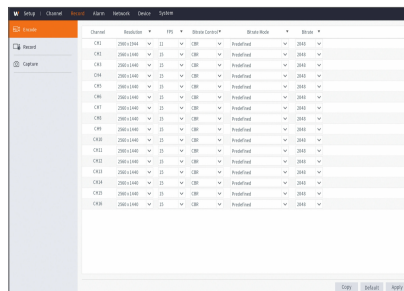 W Setup | Channel Record Alarm Network Device System
Encode
Record
Capture
Channel Resolution FPS Bitrate Control Bitrate Mode Bitrate
CH1 2560 x 1944 15 CBR Predefined 2048
CH2 2560 x 1440 15 CBR Predefined 2048
CH3 2560 x 1440 15 CBR Predefined 2048
CH4 2560 x 1440 15 CBR Predefined 2048
CH5 2560 x 1440 15 CBR Predefined 2048
CH6 2560 x 1440 15 CBR Predefined 2048
CH7 2560 x 1440 15 CBR Predefined 2048
CH8 2560 x 1440 15 CBR Predefined 2048
CH9 2560 x 1440 15 CBR Predefined 2048
CH10 2560 x 1440 15 CBR Predefined 2048
CH11 2560 x 1440 15 CBR Predefined 2048
CH12 2560 x 1440 15 CBR Predefined 2048
CH13 2560 x 1440 15 CBR Predefined 2048
CH14 2560 x 1440 15 CBR Predefined 2048
CH15 2560 x 1440 15 CBR Predefined 2048
CH16 2560 x 1440 15 CBR Predefined 2048
Copy Default Apply